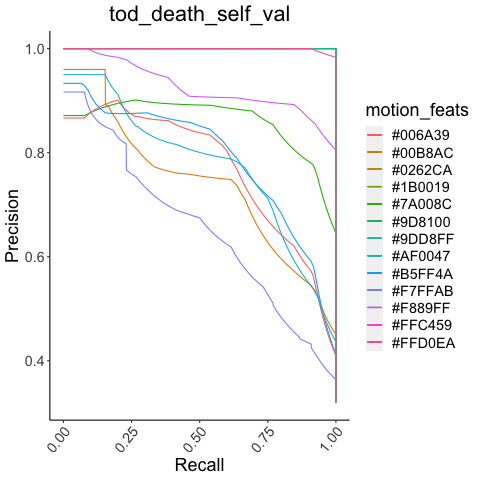 tod_death_self_val
1.0
0.8
0.6
0.4
Precision
0.00
0.25
0.50
0.75
1.00
Recall
motion_feats
#006A39
#00B8AC
#0262CA
#1B0019
#7A008C
#9D8100
#9DD8FF
#AF0047
#B5FF4A
#F7FFAB
#F889FF
#FFC459
#FFD0EA